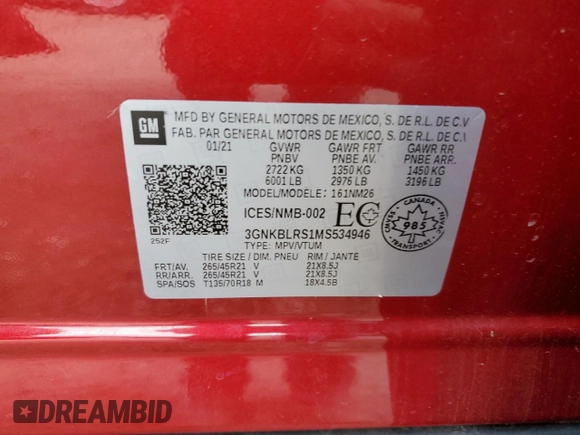 GM
MFD BY GENERAL MOTORS DE MEXICO, S. DE R.L. DE C.V
FAB. PAR GENERAL MOTORS DE MEXICO, S. DE R.L. DE C.\
01/21 GVWR GAWR FRT GAWR RR
PNBV PNBE AV. PNBE ARR.
2722 KG 1350 KG 1450 KG
6001 LB 2976 LB 3196 LB
MODEL/MODÈLE: 161NM26
ICES/NMB-002 EC
CANADA
985
3GNKBLRS1MS534946
252F
TYPE: MPV/VTUM
TIRE SIZE / DIM. PNEU RIM / JANTE
FRT/AV. 265/45R21 V 21X8.5J
RR/ARR. 265/45R21 V 21X8.5J
SPA/SOS T135/70R18 M 18X4.5B
DREAMBID